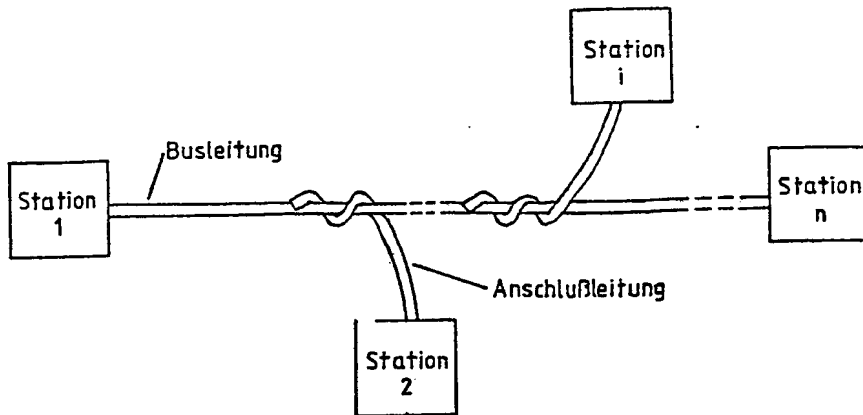 Station
i
Busleitung
Station
1
Station
n
Anschlußleitung
Station
2